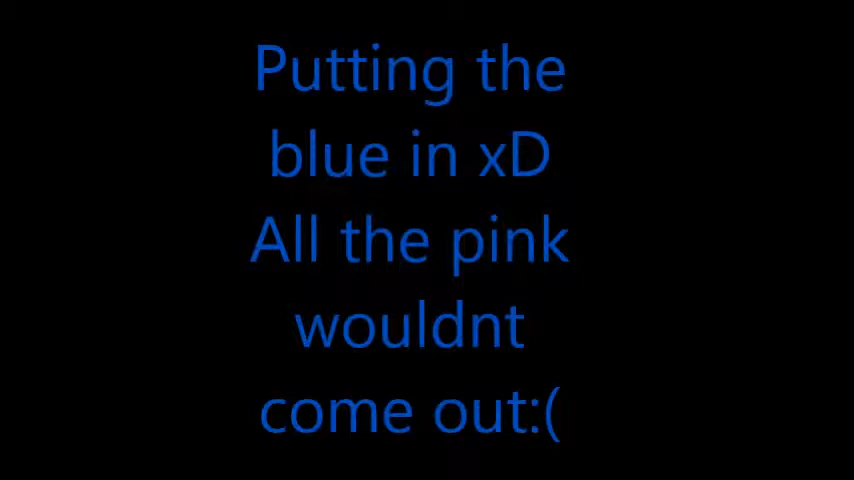 Putting the
blue in xD
All the pink
wouldnt
come out:(